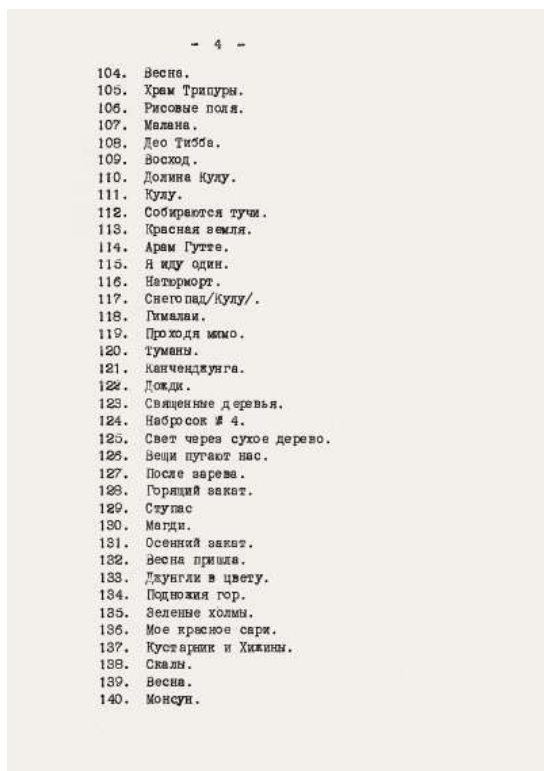 - 4 -
104. Весна.
105. Храм Трипуры.
106. Рисовые поля.
107. Малана.
108. Део Тибба.
109. Восход.
110. Долина Кулу.
111. Кулу.
112. Собираются тучи.
113. Красная земля.
114. Арам Гутте.
115. Я иду один.
116. Натюрморт.
117. Снегопад/Кулу/.
118. Гималаи.
119. Проходя мимо.
120. Туманы.
121. Канченджунга.
122. Дожди.
123. Священные деревья.
124. Набросок № 4.
125. Свет через сухое дерево.
126. Вещи пугают нас.
127. После зарева.
128. Горящий закат.
129. Ступас
130. Магди.
131. Осенний закат.
132. Весна пришла.
133. Джунгли в цвету.
134. Подножия гор.
135. Зеленые холмы.
136. Мое красное сари.
137. Кустарник и Хижины.
138. Скалы.
139. Весна.
140. Монсун.